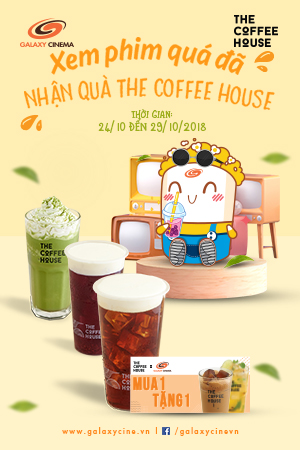 GALAXY CINEMA
THE
COFFEE
HOUSE
Xem phim quá đã
NHẬN QUÀ THE COFFEE HOUSE
THỜI GIAN:
24/10 ĐẾN 29/10/2018
THE
COFFEE
HOUSE
THE
COFFEE
HOUSE
THE
COFFEE
HOUSE
THE
COFFEE
HOUSE
GALAXY CINEMA
MUA 1
TẶNG 1
www.galaxycine.vn | f /galaxycinevn